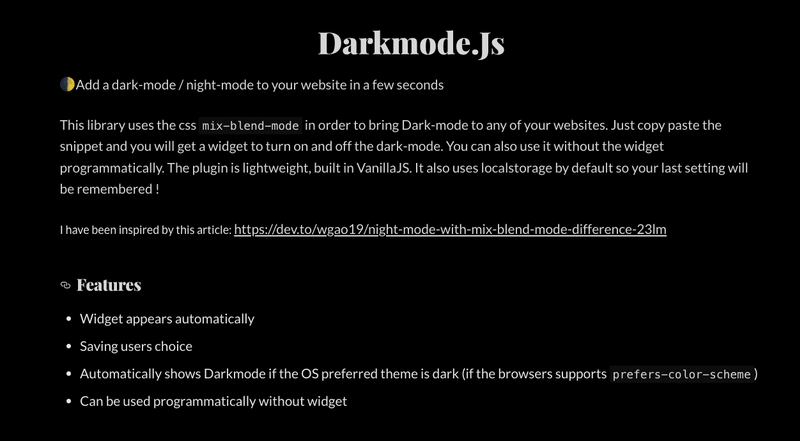 Darkmode.Js
🌓Add a dark-mode / night-mode to your website in a few seconds
This library uses the css mix-blend-mode in order to bring Dark-mode to any of your websites. Just copy paste the
snippet and you will get a widget to turn on and off the dark-mode. You can also use it without the widget
programmatically. The plugin is lightweight, built in VanillaJS. It also uses localstorage by default so your last setting will
be remembered !
I have been inspired by this article: https://dev.to/wgao19/night-mode-with-mix-blend-mode-difference-23lm
Features
• Widget appears automatically
• Saving users choice
• Automatically shows Darkmode if the OS preferred theme is dark (if the browsers supports prefers-color-scheme)
• Can be used programmatically without widget